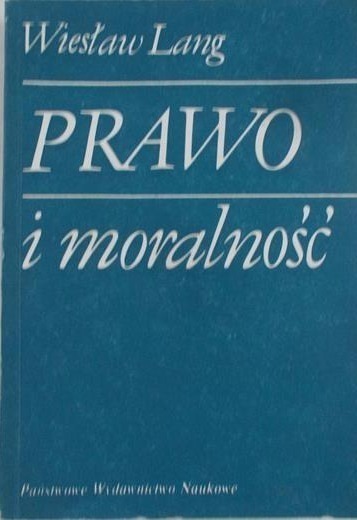 Wiesław Lang
PRAWO
i moralność
Państwowe Wydawnictwo Naukowe